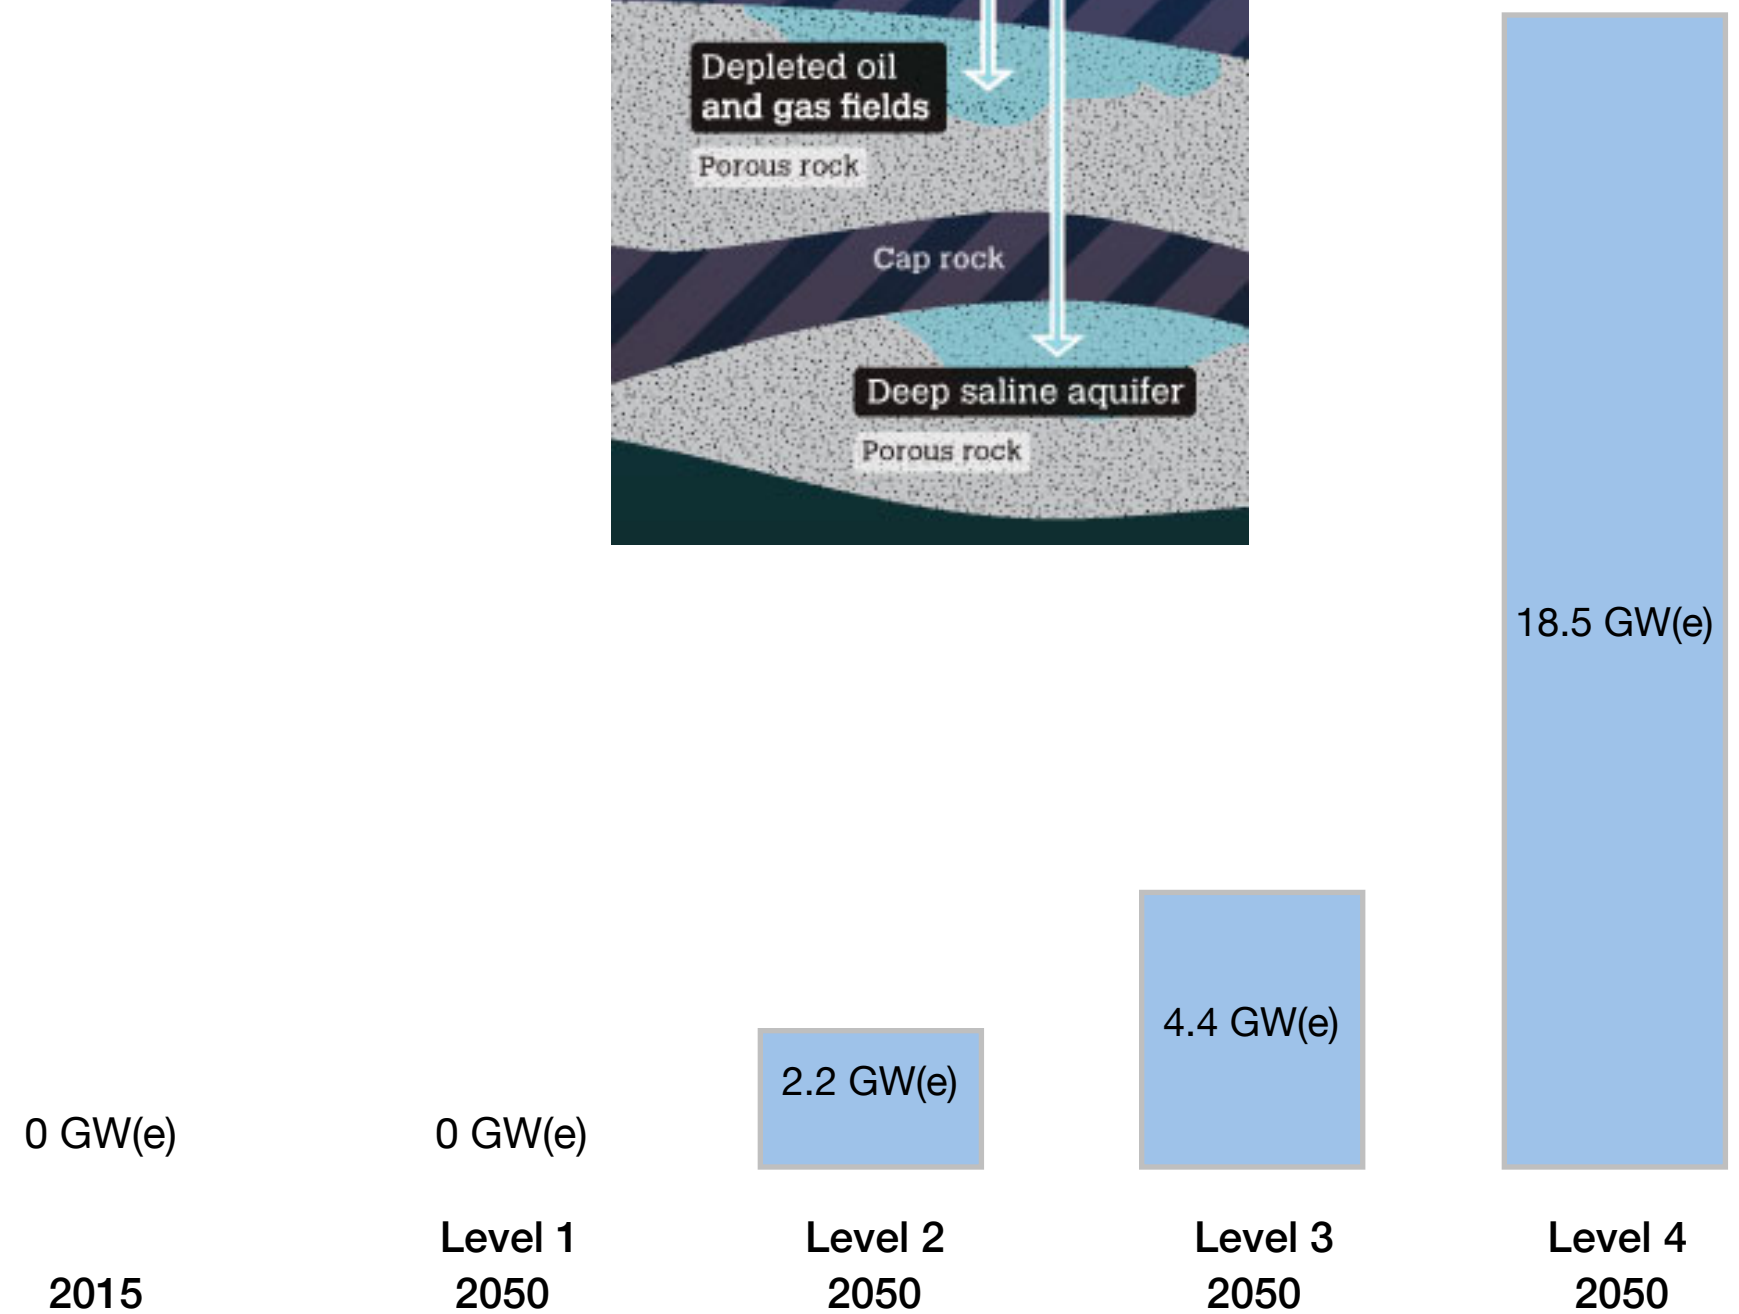 Depleted oil
and gas fields
Porous rock
Cap rock
Deep saline aquifer
Porous rock
18.5 GW(e)
4.4 GW(e)
2.2 GW(e)
0 GW(e)
0 GW(e)
Level 1
Level 2
Level 3
Level 4
2015
2050
2050
2050
2050